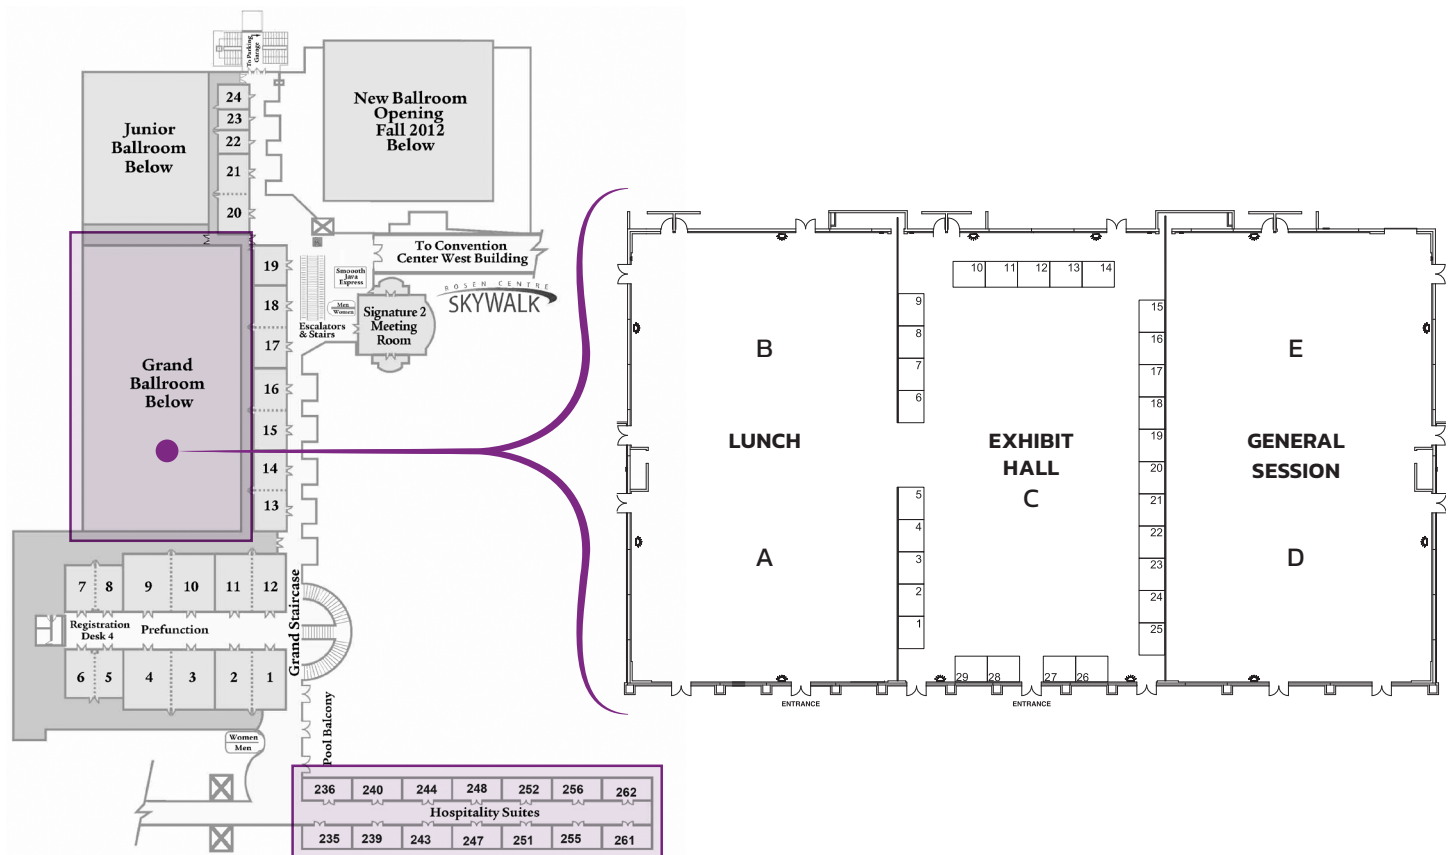 To Parking
Garage
24
23
22
21
20
Junior
Ballroom
Below
New Ballroom
Opening
Fall 2012
Below
To Convention
Center West Building
ROSEN CENTRE
SKYWALK
Smoooth
Java
Express
Men
Women
Signature 2
Meeting
Room
Escalators
& Stairs
19
18
17
16
15
14
13
Grand
Ballroom
Below
7
8
9
10
11
12
Registration
Desk 4
Prefunction
6
5
4
3
2
1
Grand Staircase
Pool Balcony
Women
Men
236
240
244
248
252
256
262
Hospitality Suites
235
239
243
247
251
255
261
B
LUNCH
A
9
8
7
6
5
4
3
2
1
10
11
12
13
14
EXHIBIT
HALL
C
15
16
17
18
19
20
21
22
23
24
25
29
28
27
26
E
GENERAL
SESSION
D
ENTRANCE
ENTRANCE